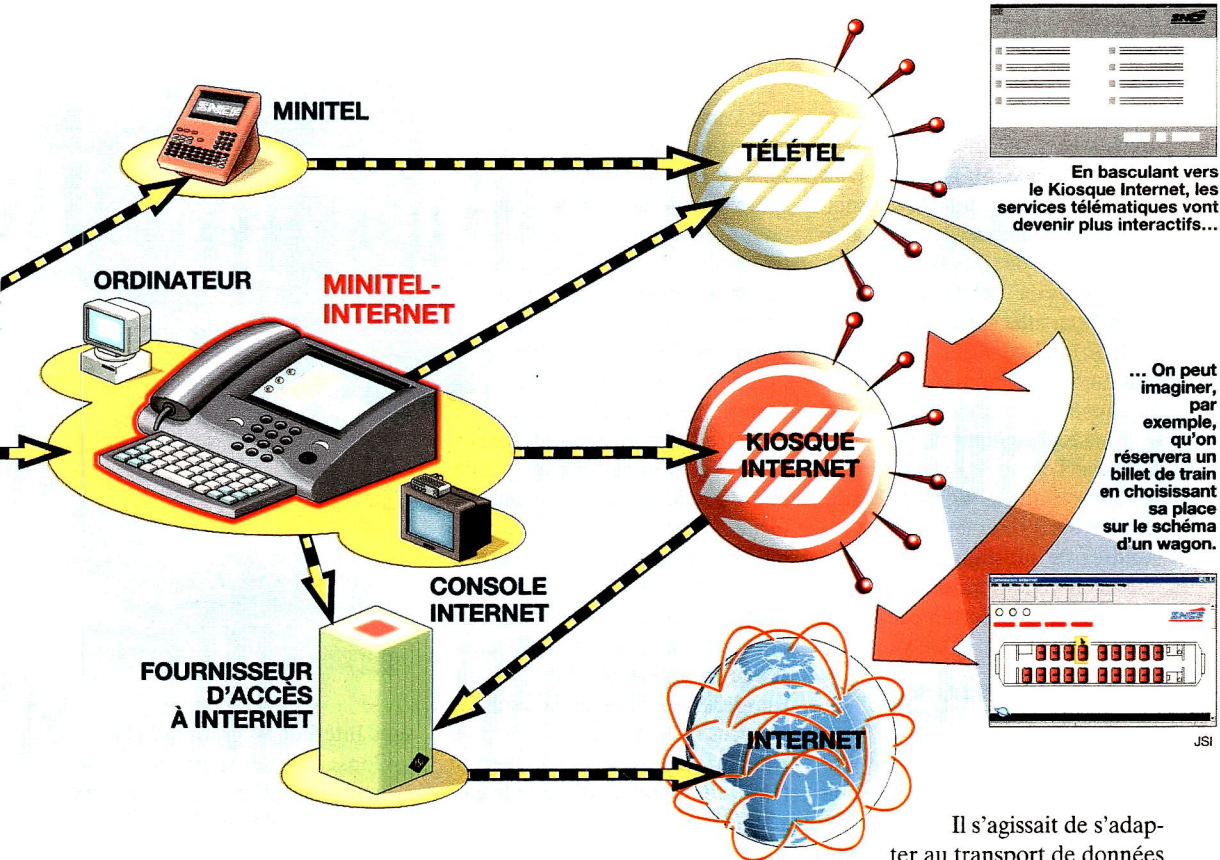 SNCF
MINITEL
TÉLÉTEL
SNCF
En basculant vers
le Kiosque Internet, les
services télématiques vont
devenir plus interactifs…
ORDINATEUR
MINITEL-
INTERNET
KIOSQUE
INTERNET
… On peut
imaginer,
par
exemple,
qu'on
réservera un
billet de train
en choisissant
sa place
sur le schéma
d'un wagon.
CONSOLE
INTERNET
FOURNISSEUR
D'ACCÈS
À INTERNET
INTERNET
SNCF
JSI
Il s'agissait de s'adap-
ter au transport de données